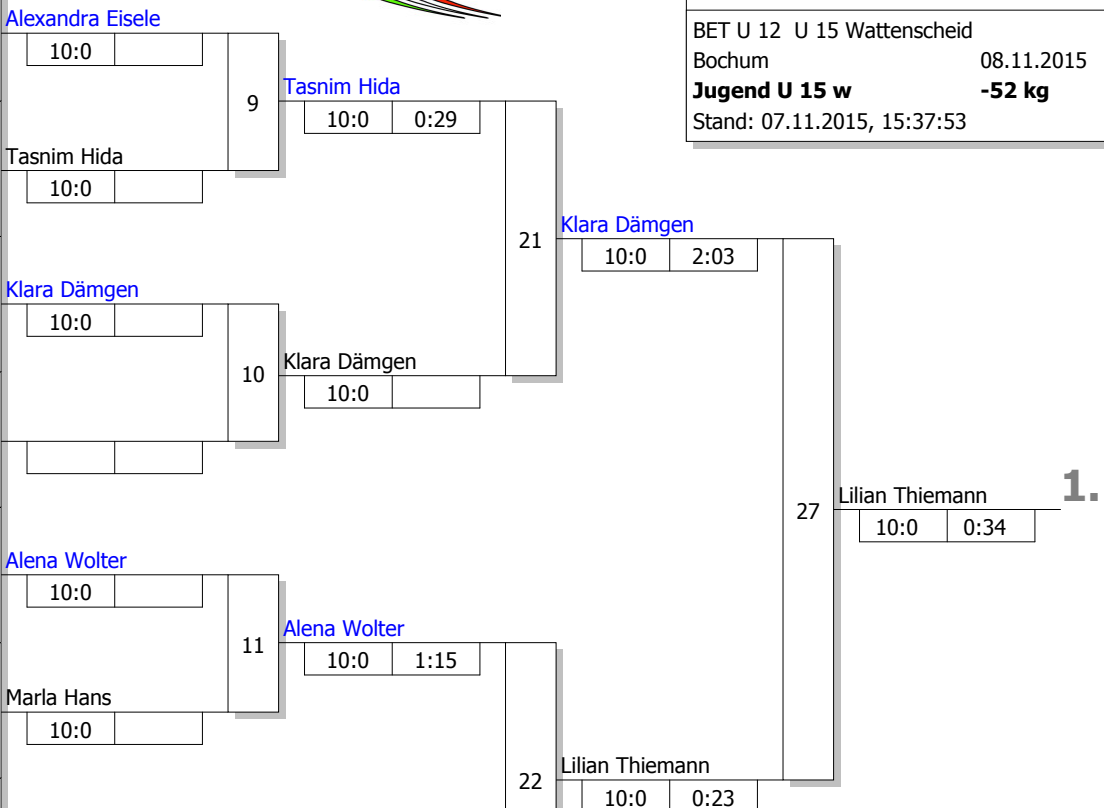 BET U 12 U 15 Wattenscheid
Bochum 08.11.2015
Jugend U 15 w -52 kg
Stand: 07.11.2015, 15:37:53
Alexandra Eisele
10:0
9
Tasnim Hida
10:0 0:29
Tasnim Hida
10:0
21
Klara Dämgen
10:0 2:03
Klara Dämgen
10:0
10
Klara Dämgen
10:0
27
Lilian Thiemann
1.
10:0 0:34
Alena Wolter
10:0
11
Alena Wolter
10:0 1:15
Marla Hans
10:0
22
Lilian Thiemann
10:0 0:23